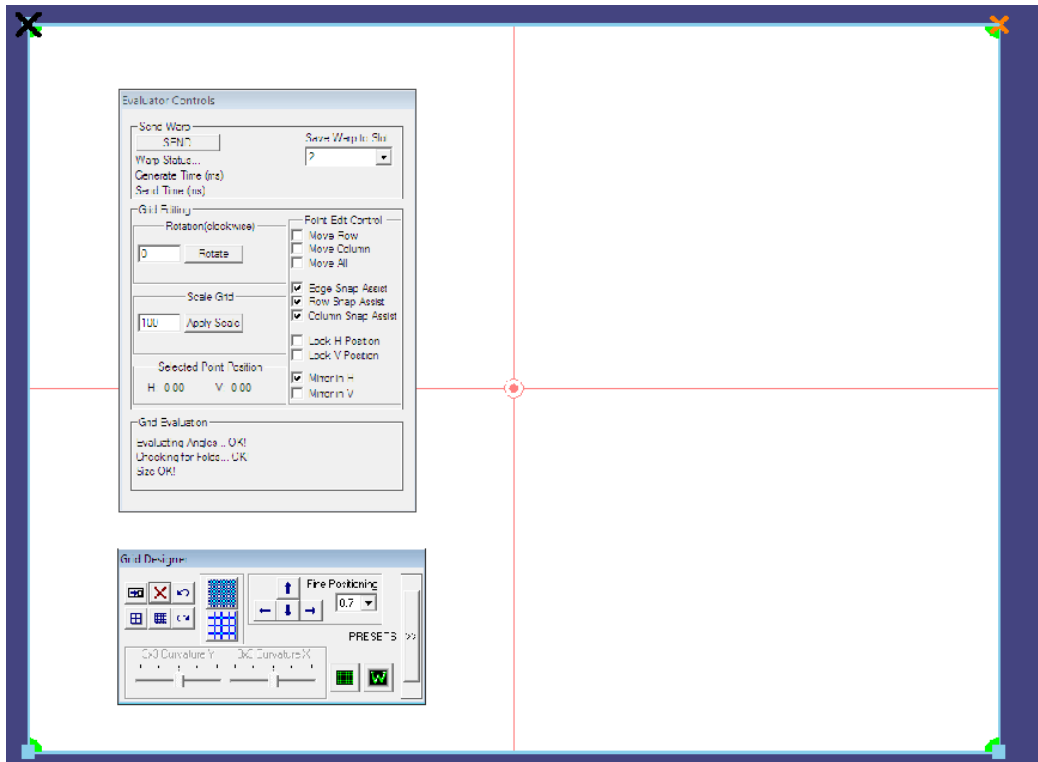 Evaluator Controls
Send Warp
SEND
Save Warp to Slot
2
Warp Status...
Generate Time (ms)
Send Time (ms)
Grid Editing
Rotation(clockwise)
0
Rotate
Scale Grid
100
Apply Scale
Selected Point Position
H 0.00 V 0.00
Point Edit Control
Move Row
Move Column
Move All
Edge Snap Assist
Row Snap Assist
Column Snap Assist
Lock H Position
Lock V Position
Mirror in H
Mirror in V
Grid Evaluation
Evaluating Angles... OK!
Checking for Folds... OK
Size OK!
Grid Designer
Fine Positioning
0.7
PRESETS >>
3x3 Curvature Y 3x3 Curvature X
W